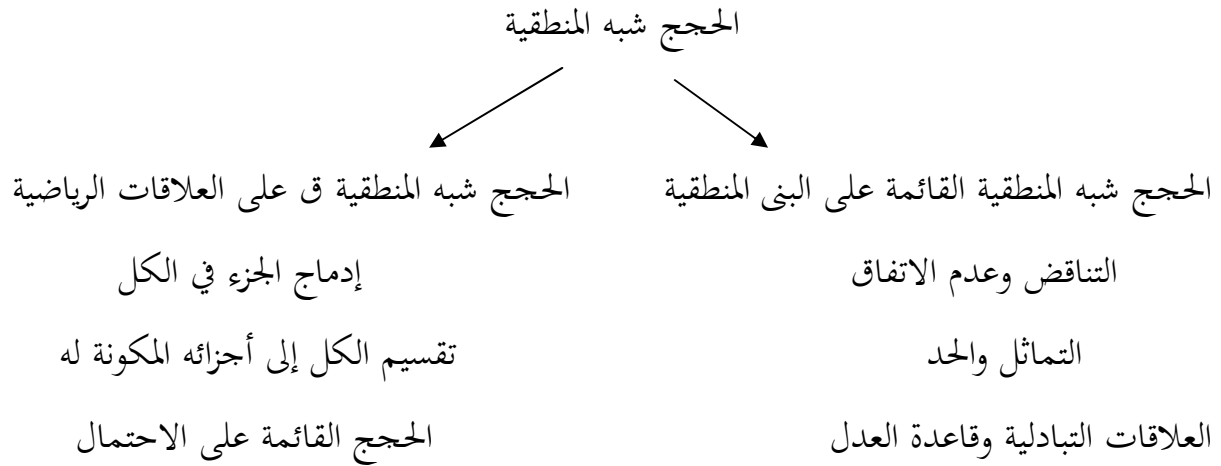 الحجج شبه المنطقية
الحجج شبه المنطقية القائمة على البنى المنطقية الحجج شبه المنطقية ق على العلاقات الرياضية
التناقض وعدم الاتفاق إدماج الجزء في الكل
التماثل والحد تقسيم الكل إلى أجزائه المكونة له
العلاقات التبادلية وقاعدة العدل الحجج القائمة على الاحتمال